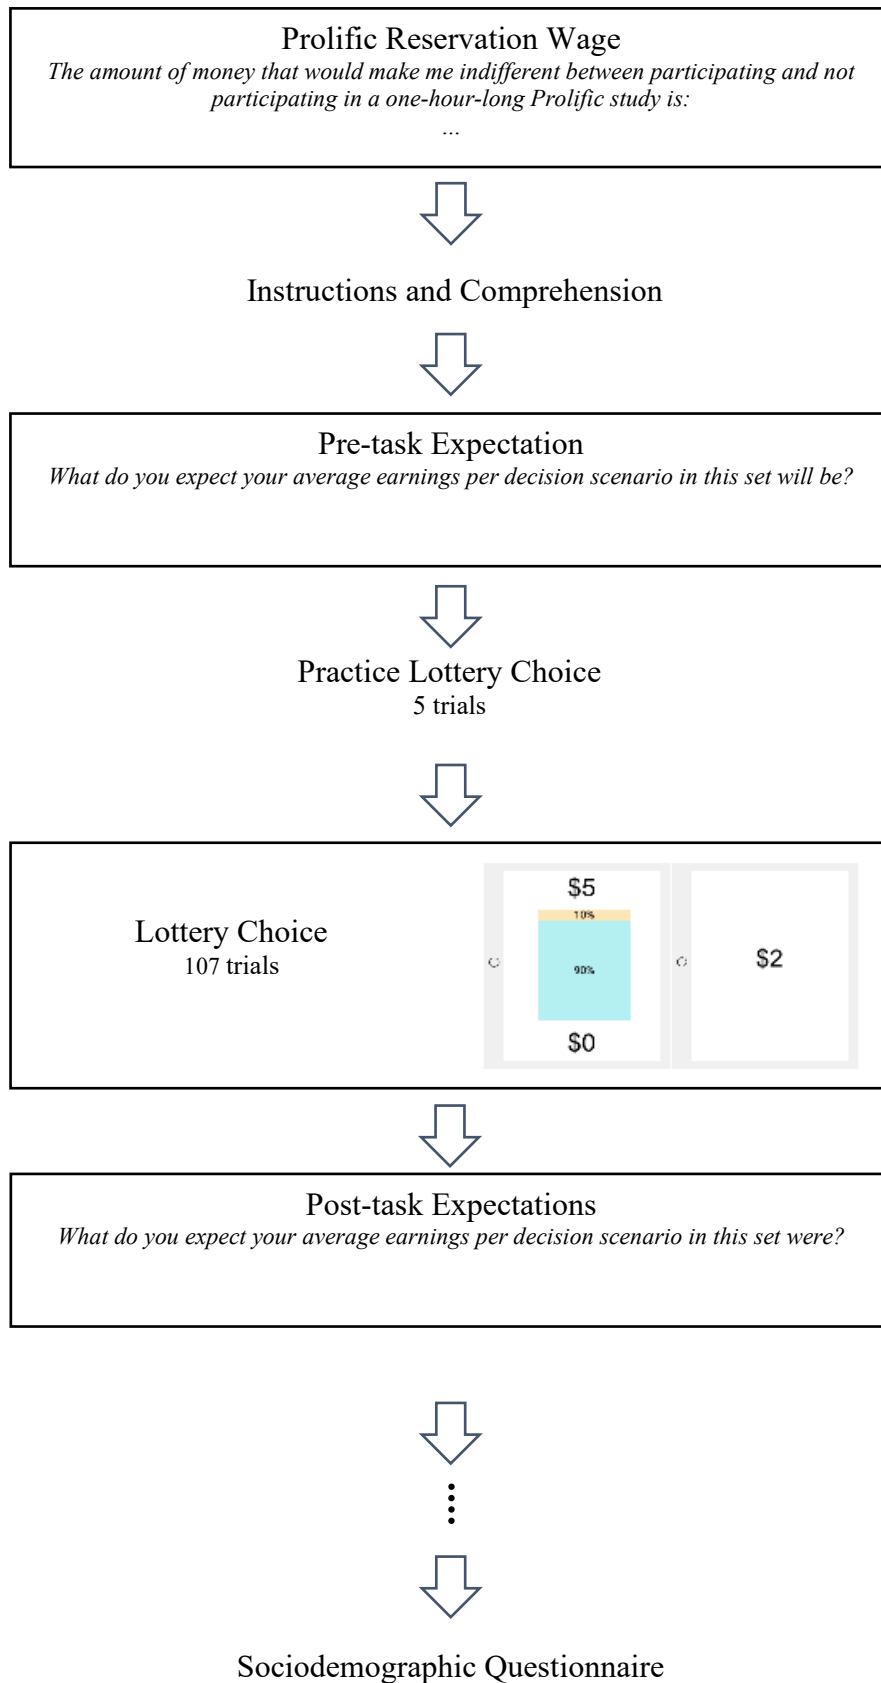 Prolific Reservation Wage
The amount of money that would make me indifferent between participating and not
participating in a one-hour-long Prolific study is:
...
Instructions and Comprehension
Pre-task Expectation
What do you expect your average earnings per decision scenario in this set will be?
Practice Lottery Choice
5 trials
Lottery Choice
107 trials
$5
10%
90%
$0
$2
Post-task Expectations
What do you expect your average earnings per decision scenario in this set were?
Sociodemographic Questionnaire